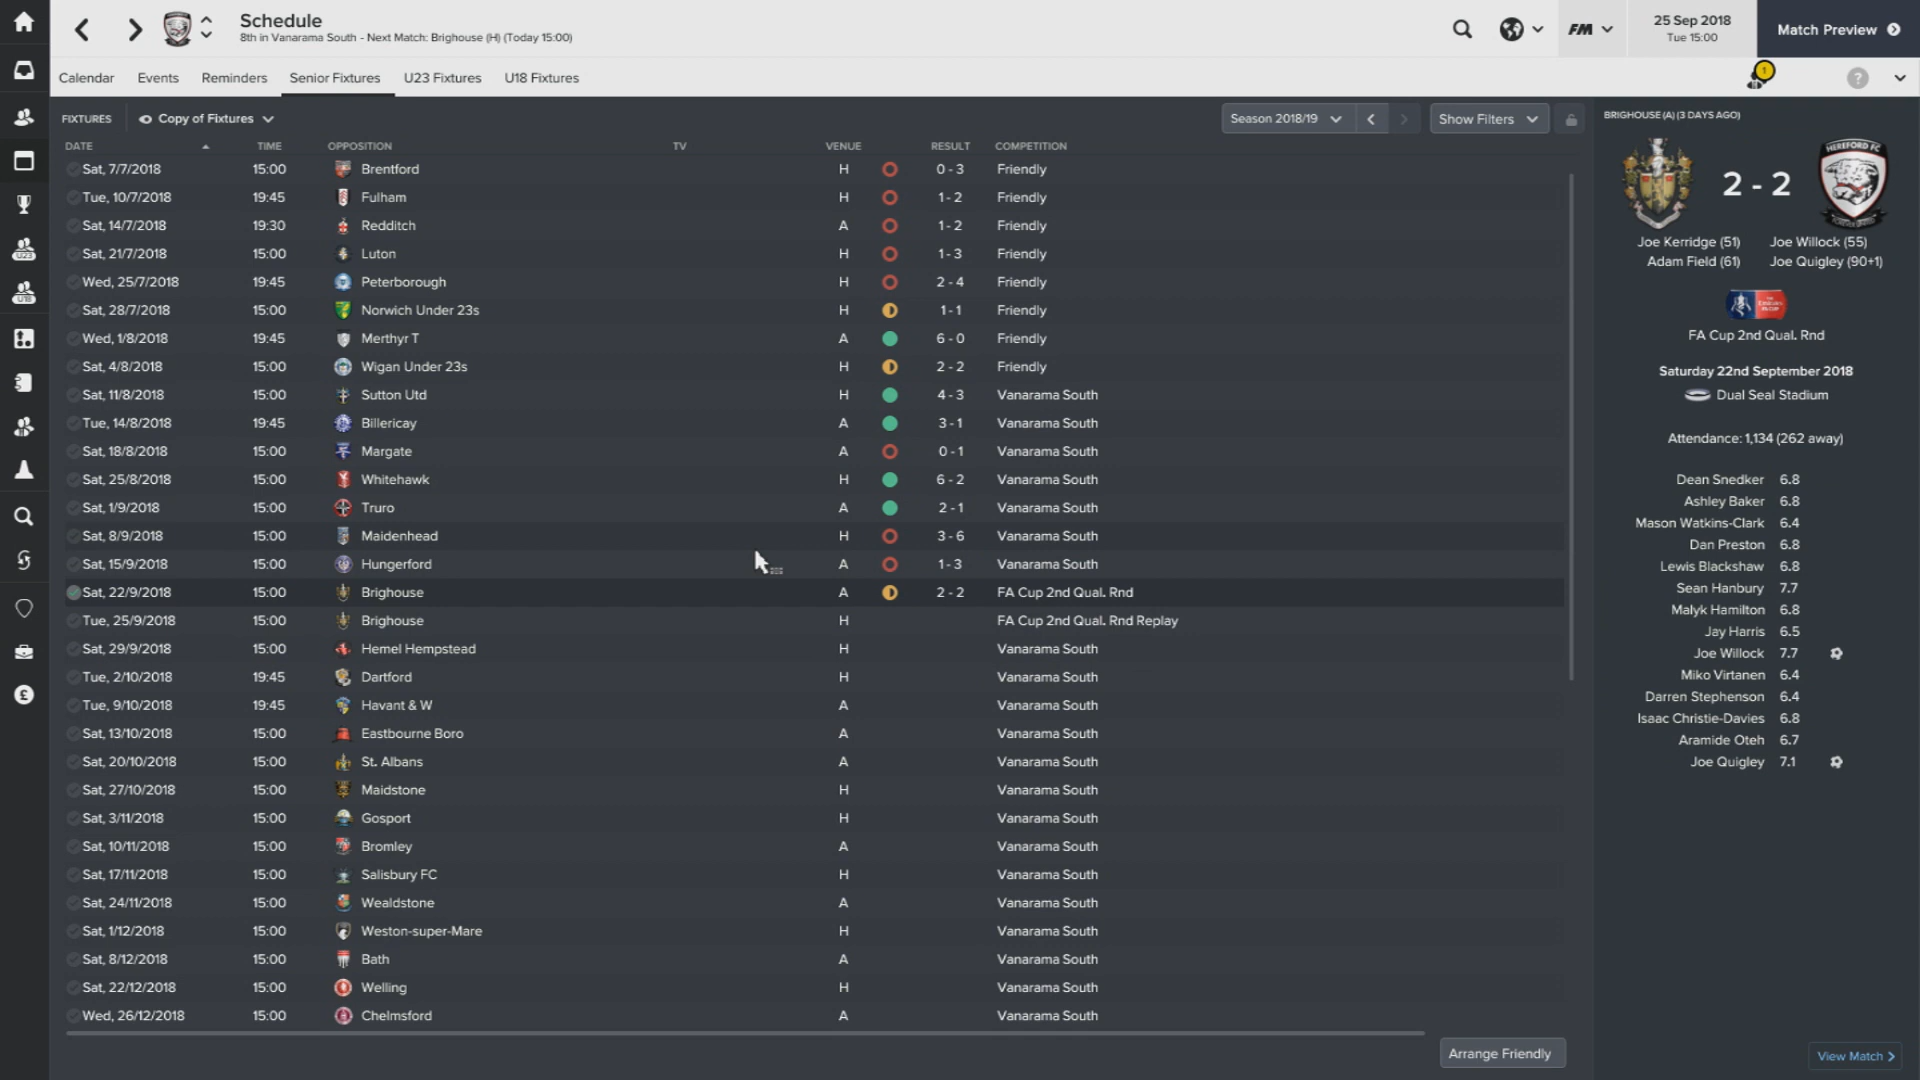 Schedule
8th in Vanarama South - Next Match: Brighouse (H) (Today 15:00)
FM
25 Sep 2018
Tue 15:00
Match Preview
Calendar Events Reminders Senior Fixtures U23 Fixtures U18 Fixtures
1
?
FIXTURES Copy of Fixtures Season 2018/19 Show Filters
DATE TIME OPPOSITION TV VENUE RESULT COMPETITION
Sat, 7/7/2018 15:00 Brentford H 0 - 3 Friendly
Tue, 10/7/2018 19:45 Fulham H 1 - 2 Friendly
Sat, 14/7/2018 19:30 Redditch A 1 - 2 Friendly
Sat, 21/7/2018 15:00 Luton H 1 - 3 Friendly
Wed, 25/7/2018 19:45 Peterborough H 2 - 4 Friendly
Sat, 28/7/2018 15:00 Norwich Under 23s H 1 - 1 Friendly
Wed, 1/8/2018 19:45 Merthyr T A 6 - 0 Friendly
Sat, 4/8/2018 15:00 Wigan Under 23s H 2 - 2 Friendly
Sat, 11/8/2018 15:00 Sutton Utd H 4 - 3 Vanarama South
Tue, 14/8/2018 19:45 Billericay A 3 - 1 Vanarama South
Sat, 18/8/2018 15:00 Margate A 0 - 1 Vanarama South
Sat, 25/8/2018 15:00 Whitehawk H 6 - 2 Vanarama South
Sat, 1/9/2018 15:00 Truro A 2 - 1 Vanarama South
Sat, 8/9/2018 15:00 Maidenhead H 3 - 6 Vanarama South
Sat, 15/9/2018 15:00 Hungerford A 1 - 3 Vanarama South
Sat, 22/9/2018 15:00 Brighouse A 2 - 2 FA Cup 2nd Qual. Rnd
Tue, 25/9/2018 15:00 Brighouse H FA Cup 2nd Qual. Rnd Replay
Sat, 29/9/2018 15:00 Hemel Hempstead H Vanarama South
Tue, 2/10/2018 19:45 Dartford H Vanarama South
Tue, 9/10/2018 19:45 Havant & W A Vanarama South
Sat, 13/10/2018 15:00 Eastbourne Boro A Vanarama South
Sat, 20/10/2018 15:00 St. Albans A Vanarama South
Sat, 27/10/2018 15:00 Maidstone H Vanarama South
Sat, 3/11/2018 15:00 Gosport H Vanarama South
Sat, 10/11/2018 15:00 Bromley A Vanarama South
Sat, 17/11/2018 15:00 Salisbury FC H Vanarama South
Sat, 24/11/2018 15:00 Wealdstone A Vanarama South
Sat, 1/12/2018 15:00 Weston-super-Mare H Vanarama South
Sat, 8/12/2018 15:00 Bath A Vanarama South
Sat, 22/12/2018 15:00 Welling H Vanarama South
Wed, 26/12/2018 15:00 Chelmsford A Vanarama South
Arrange Friendly
BRIGHOUSE (A) (3 DAYS AGO)
HEREFORD FC
2 - 2
Joe Kerridge (51) Joe Willock (55)
Adam Field (61) Joe Quigley (90+1)
FA Cup 2nd Qual. Rnd
Saturday 22nd September 2018
Dual Seal Stadium
Attendance: 1,134 (262 away)
Dean Snedker 6.8
Ashley Baker 6.8
Mason Watkins-Clark 6.4
Dan Preston 6.8
Lewis Blackshaw 6.8
Sean Hanbury 7.7
Malyk Hamilton 6.8
Jay Harris 6.5
Joe Willock 7.7
Miko Virtanen 6.4
Darren Stephenson 6.4
Isaac Christie-Davies 6.8
Aramide Oteh 6.7
Joe Quigley 7.1
View Match
U23
U18
£